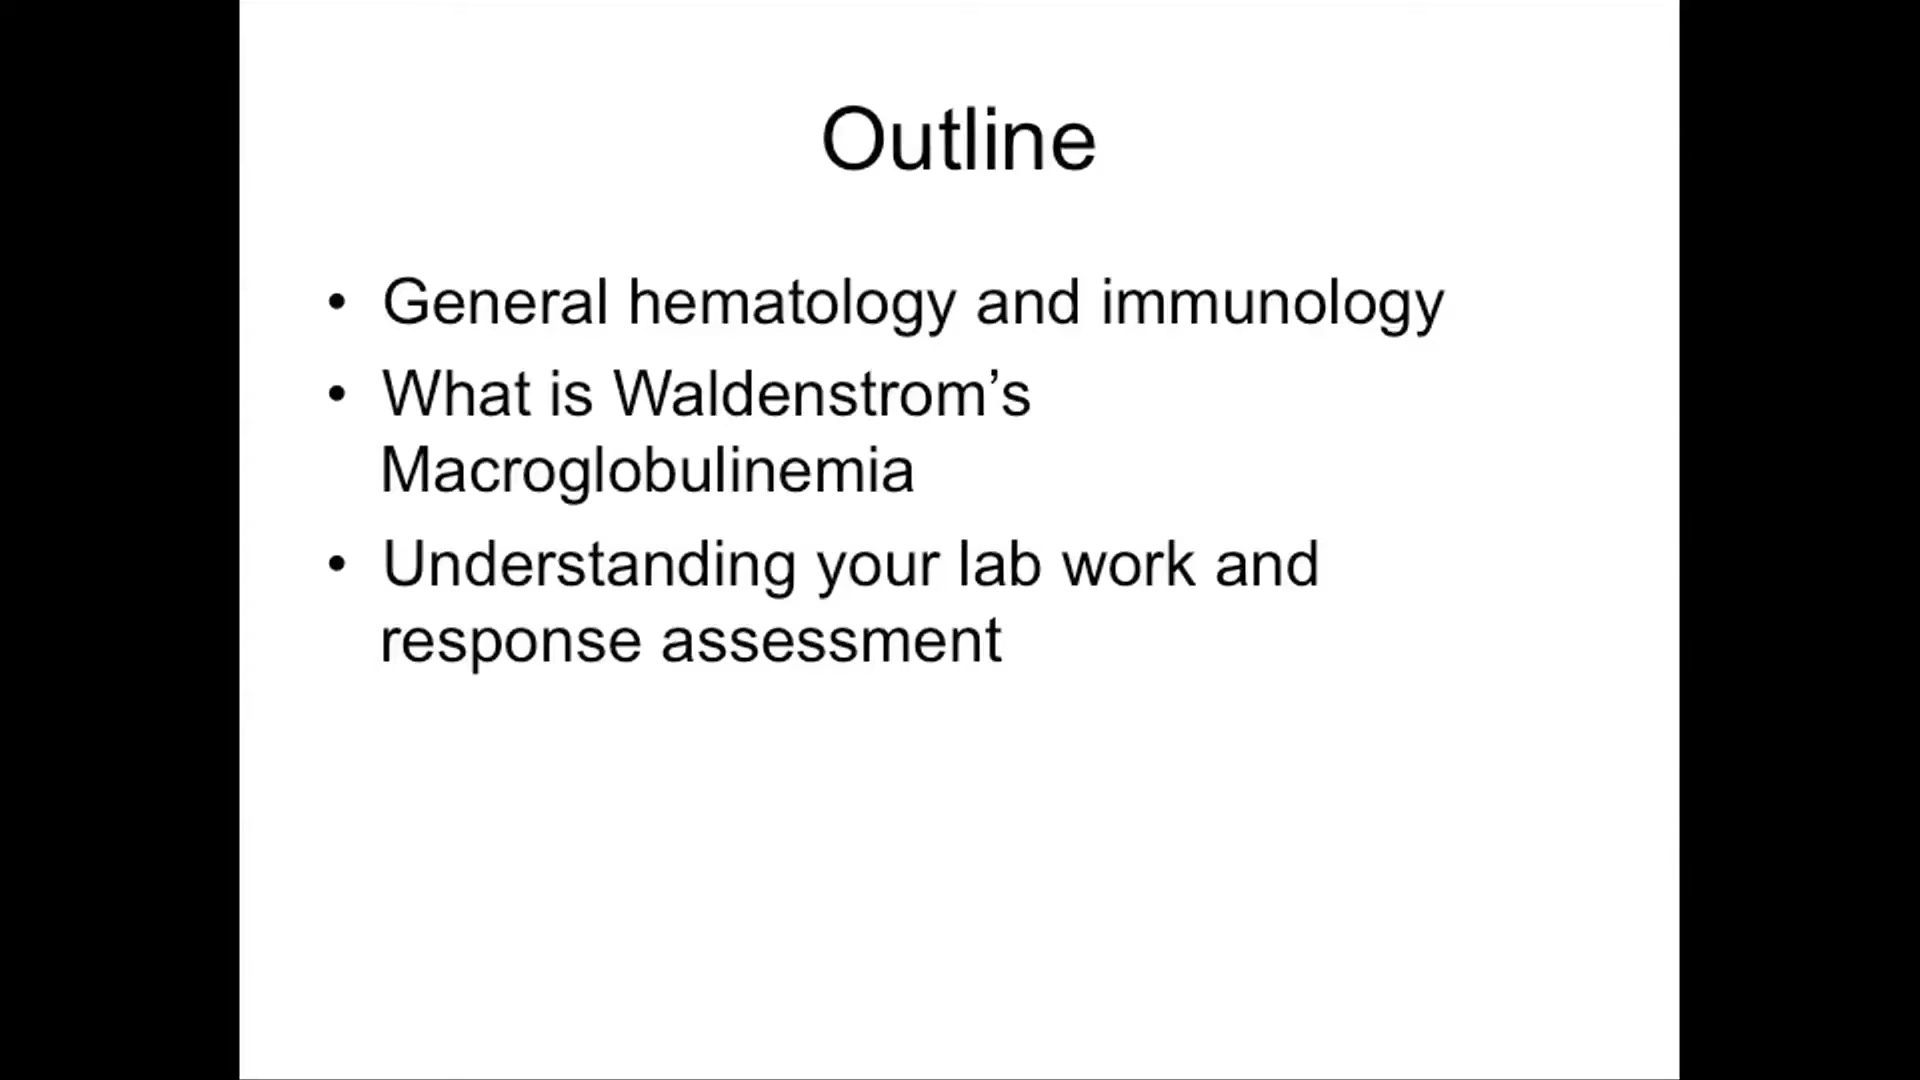 Outline
• General hematology and immunology
• What is Waldenstrom’s
Macroglobulinemia
• Understanding your lab work and
response assessment